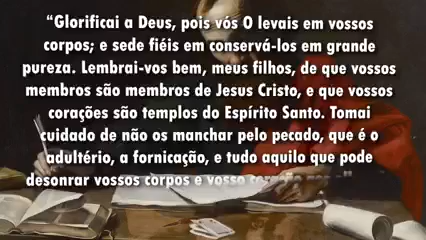 “Glorificai a Deus, pois vós O levais em vossos
corpos; e sede fiéis em conservá-los em grande
pureza. Lembrai-vos bem, meus filhos, de que vossos
membros são membros de Jesus Cristo, e que vossos
corações são templos do Espírito Santo. Tomai
cuidado de não os manchar pelo pecado, que é o
adultério, a fornicação, e tudo aquilo que pode
desonrar vossos corpos e vosso coração